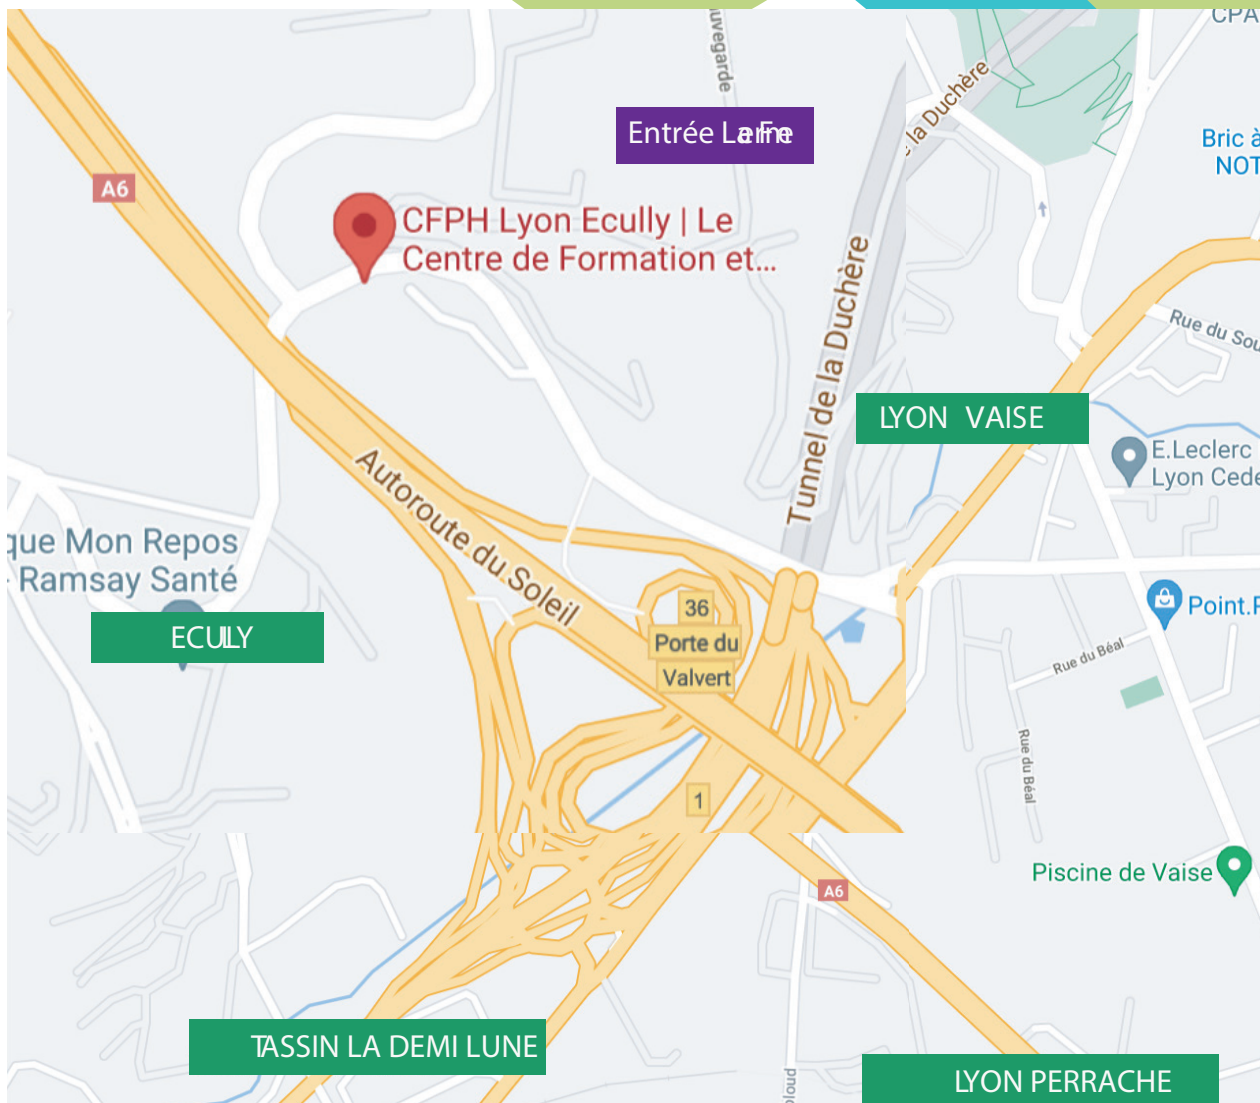 CPA
uvegarde
la Duchère
Entrée La Ferme
Bric à
NOT
A6
CFPH Lyon Ecully | Le
Centre de Formation et...
Tunnel de la Duchère
Rue du Sou
LYON VAISE
E.Leclerc
Lyon Cede
Autoroute du Soleil
que Mon Repos
Ramsay Santé
ECULLY
36
Porte du
Valvert
Point.P
Rue du Béal
Rue du Béal
1
Piscine de Vaise
A6
TASSIN LA DEMI LUNE
LYON PERRACHE